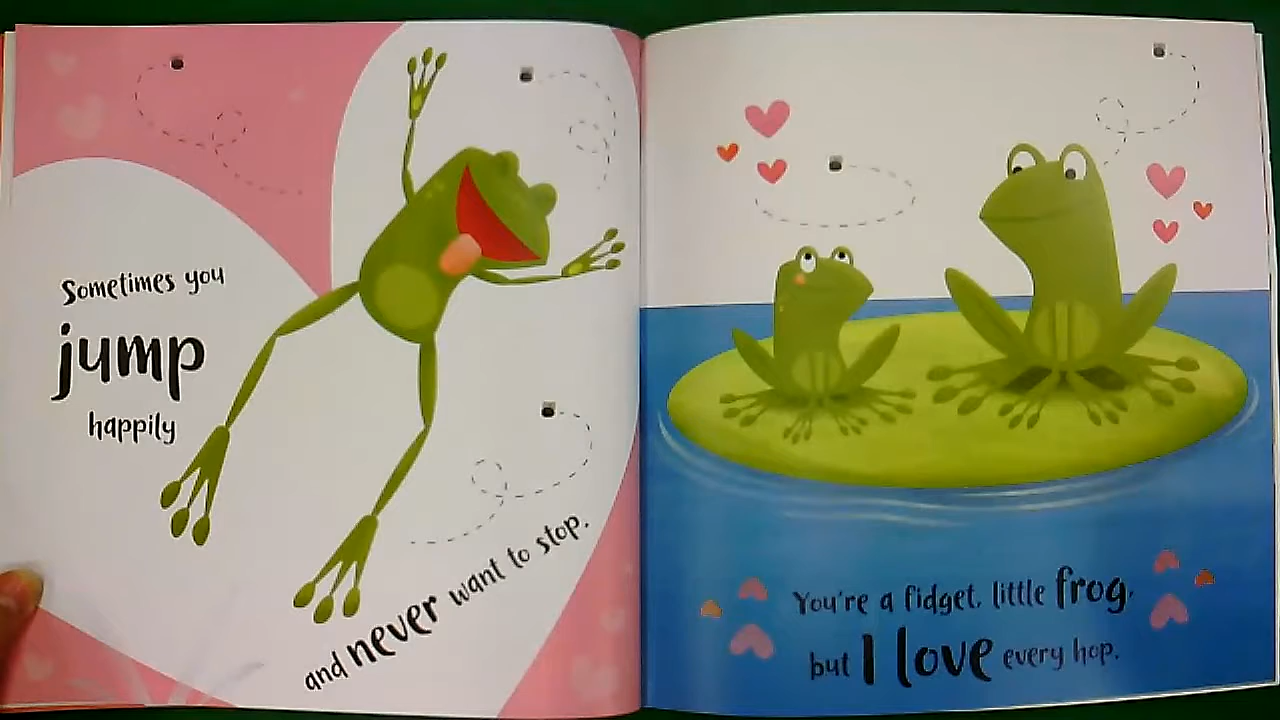 Sometimes you
jump
happily
and never want to stop.
You're a fidget, little frog,
but I love every hop.